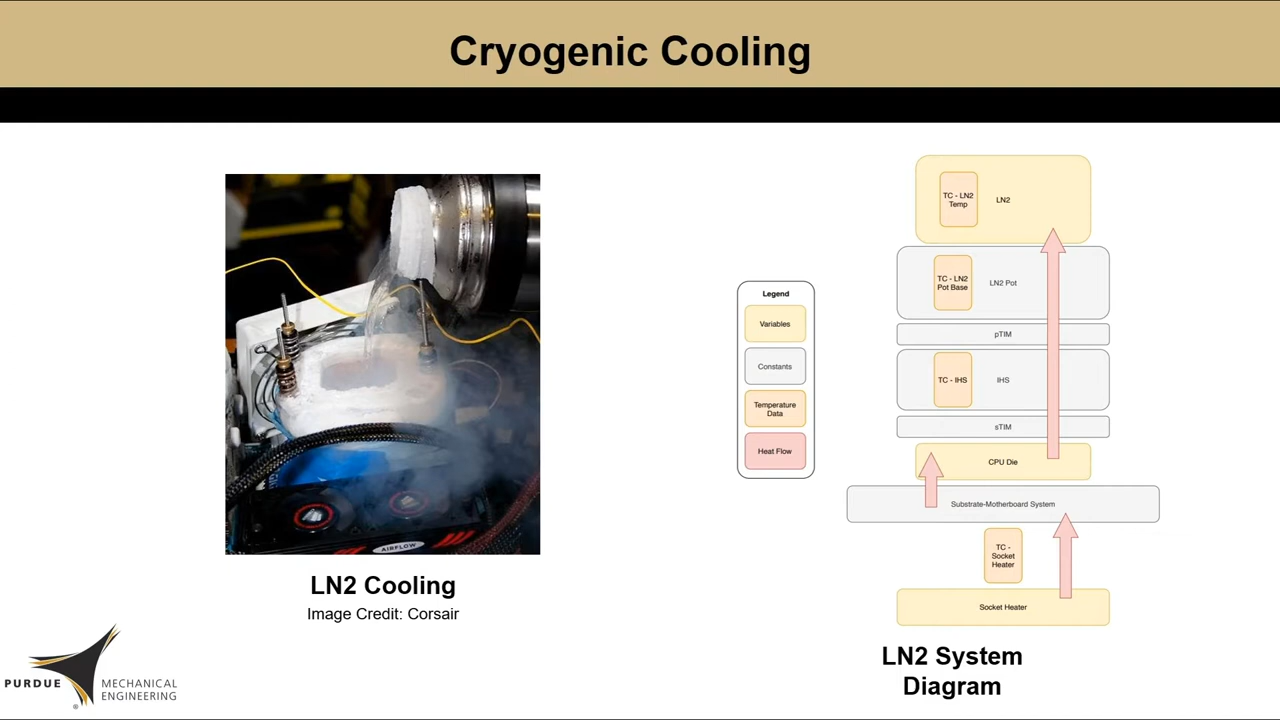 Cryogenic Cooling
AIRFLOW
LN2 Cooling
Image Credit: Corsair
PURDUE
MECHANICAL
ENGINEERING
®
Legend
Variables
Constants
Temperature
Data
Heat Flow
TC - LN2
Temp
LN2
TC - LN2
Pot Base
LN2 Pot
pTIM
TC - IHS
IHS
sTIM
CPU Die
Substrate-Motherboard System
TC -
Socket
Heater
Socket Heater
LN2 System
Diagram